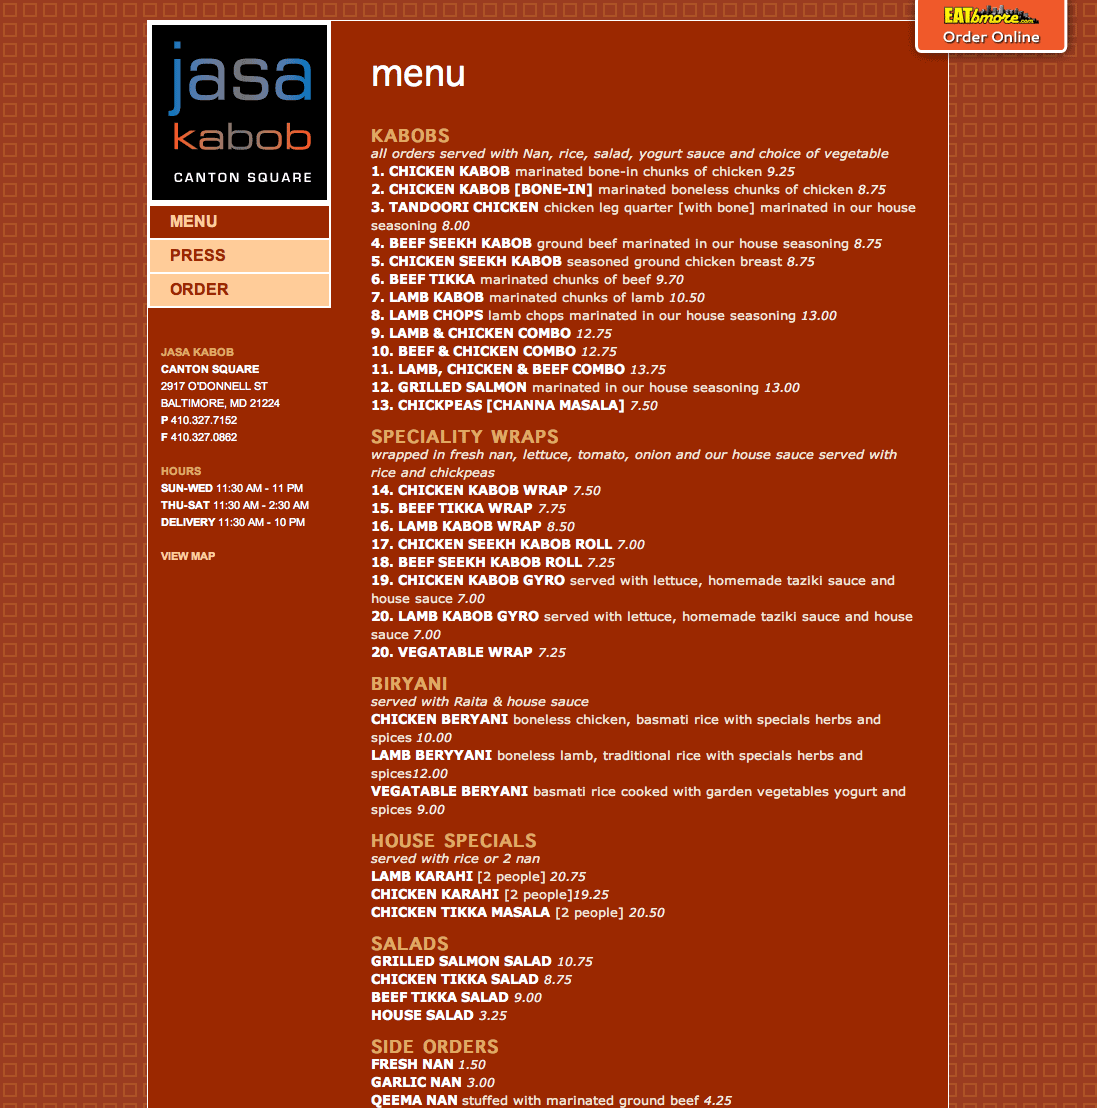 EATbmore.com
Order Online
jasa
kabob
CANTON SQUARE
MENU
PRESS
ORDER
JASA KABOB
CANTON SQUARE
2917 O'DONNELL ST
BALTIMORE, MD 21224
P 410.327.7152
F 410.327.0862
HOURS
SUN-WED 11:30 AM - 11 PM
THU-SAT 11:30 AM - 2:30 AM
DELIVERY 11:30 AM - 10 PM
VIEW MAP
menu
KABOBS
all orders served with Nan, rice, salad, yogurt sauce and choice of vegetable
1. CHICKEN KABOB marinated bone-in chunks of chicken 9.25
2. CHICKEN KABOB [BONE-IN] marinated boneless chunks of chicken 8.75
3. TANDOORI CHICKEN chicken leg quarter [with bone] marinated in our house
seasoning 8.00
4. BEEF SEEKH KABOB ground beef marinated in our house seasoning 8.75
5. CHICKEN SEEKH KABOB seasoned ground chicken breast 8.75
6. BEEF TIKKA marinated chunks of beef 9.70
7. LAMB KABOB marinated chunks of lamb 10.50
8. LAMB CHOPS lamb chops marinated in our house seasoning 13.00
9. LAMB & CHICKEN COMBO 12.75
10. BEEF & CHICKEN COMBO 12.75
11. LAMB, CHICKEN & BEEF COMBO 13.75
12. GRILLED SALMON marinated in our house seasoning 13.00
13. CHICKPEAS [CHANNA MASALA] 7.50
SPECIALITY WRAPS
wrapped in fresh nan, lettuce, tomato, onion and our house sauce served with
rice and chickpeas
14. CHICKEN KABOB WRAP 7.50
15. BEEF TIKKA WRAP 7.75
16. LAMB KABOB WRAP 8.50
17. CHICKEN SEEKH KABOB ROLL 7.00
18. BEEF SEEKH KABOB ROLL 7.25
19. CHICKEN KABOB GYRO served with lettuce, homemade taziki sauce and
house sauce 7.00
20. LAMB KABOB GYRO served with lettuce, homemade taziki sauce and house
sauce 7.00
20. VEGATABLE WRAP 7.25
BIRYANI
served with Raita & house sauce
CHICKEN BERYANI boneless chicken, basmati rice with specials herbs and
spices 10.00
LAMB BERYYANI boneless lamb, traditional rice with specials herbs and
spices12.00
VEGATABLE BERYANI basmati rice cooked with garden vegetables yogurt and
spices 9.00
HOUSE SPECIALS
served with rice or 2 nan
LAMB KARAHI [2 people] 20.75
CHICKEN KARAHI [2 people]19.25
CHICKEN TIKKA MASALA [2 people] 20.50
SALADS
GRILLED SALMON SALAD 10.75
CHICKEN TIKKA SALAD 8.75
BEEF TIKKA SALAD 9.00
HOUSE SALAD 3.25
SIDE ORDERS
FRESH NAN 1.50
GARLIC NAN 3.00
QEEMA NAN stuffed with marinated ground beef 4.25